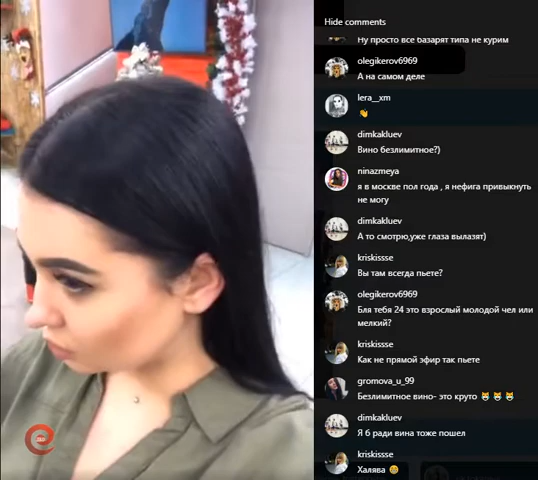 Hide comments
Ну просто все базарят типа не курим
olegikerov6969
А на самом деле
lera__xm
👏
dimkakluev
Вино безлимитное?)
ninazmeya
я в москве пол года , я нефига привыкнуть
не могу
dimkakluev
А то смотрю,уже глаза вылазят)
kriskissse
Вы там всегда пьете?
olegikerov6969
Бля тебя 24 это взрослый молодой чел или
мелкий?
kriskissse
Как не прямой эфир так пьете
gromova_u_99
Безлимитное вино- это круто 😹 😹 😹
dimkakluev
Я б ради вина тоже пошел
kriskissse
Халява 😊